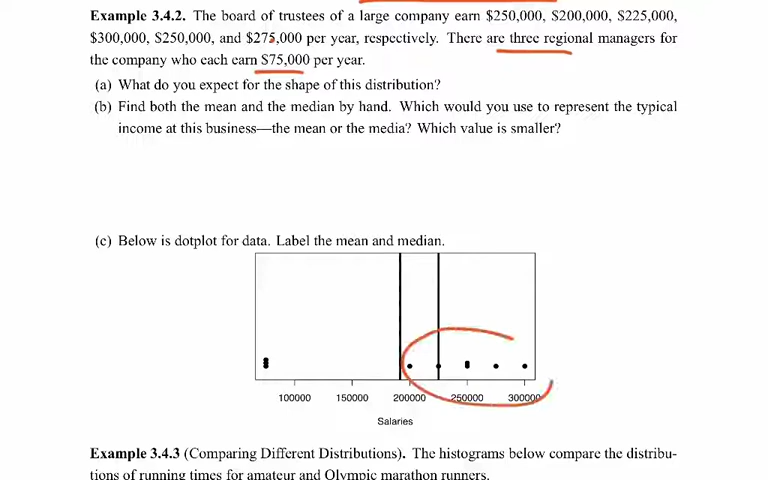 Example 3.4.2. The board of trustees of a large company earn $250,000, $200,000, $225,000,
$300,000, $250,000, and $275,000 per year, respectively. There are three regional managers for
the company who each earn $75,000 per year.
(a) What do you expect for the shape of this distribution?
(b) Find both the mean and the median by hand. Which would you use to represent the typical
income at this business—the mean or the media? Which value is smaller?
(c) Below is dotplot for data. Label the mean and median.
100000 150000 200000 250000 300000
Salaries
Example 3.4.3 (Comparing Different Distributions). The histograms below compare the distribu-
tions of running times for amateur and Olympic marathon runners.